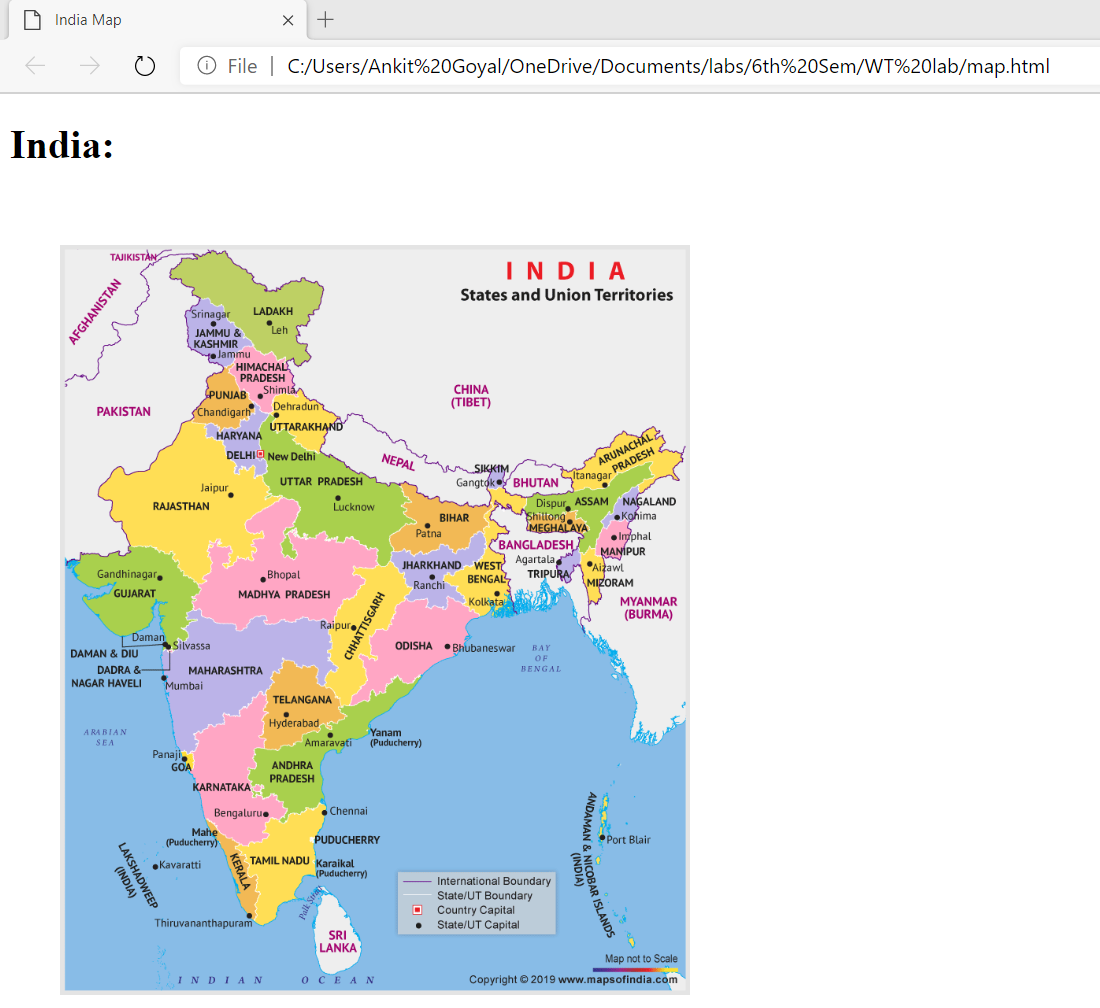 India Map
File
C:/Users/Ankit%20Goyal/OneDrive/Documents/labs/6th%20Sem/WT%20lab/map.html
India:
INDIA
States and Union Territories
TAJIKISTAN
AFGHANISTAN
PAKISTAN
Srinagar
LADAKH
Leh
JAMMU &
KASHMIR
Jammu
HIMACHAL
PRADESH
Shimla
PUNJAB
Chandigarh
Dehradun
UTTARAKHAND
HARYANA
DELHI
New Delhi
CHINA
(TIBET)
NEPAL
SIKKIM
Gangtok
BHUTAN
ARUNACHAL
PRADESH
Itanagar
Dispur
ASSAM
NAGALAND
Kohima
Shillong
MEGHALAYA
Imphal
MANIPUR
BANGLADESH
Agartala
TRIPURA
Aizawl
MIZORAM
MYANMAR
(BURMA)
Jaipur
RAJASTHAN
UTTAR PRADESH
Lucknow
BIHAR
Patna
JHARKHAND
Ranchi
WEST
BENGAL
Kolkata
Gandhinagar
GUJARAT
Bhopal
MADHYA PRADESH
Raipur
CHHATTISGARH
ODISHA
Bhubaneswar
BAY
OF
BENGAL
Daman
Silvassa
DAMAN & DIU
DADRA &
NAGAR HAVELI
MAHARASHTRA
Mumbai
TELANGANA
Hyderabad
Amaravati
Yanam
(Puducherry)
ARABIAN
SEA
Panaji
GOA
ANDHRA
PRADESH
KARNATAKA
Bengaluru
Chennai
Mahe
(Puducherry)
PUDUCHERRY
KERALA
TAMIL NADU
Karaikal
(Puducherry)
LAKSHADWEEP
(INDIA)
Kavaratti
Thiruvananthapuram
SRI
LANKA
ANDAMAN & NICOBAR ISLANDS
(INDIA)
Port Blair
International Boundary
State/UT Boundary
Country Capital
State/UT Capital
Map not to Scale
INDIAN OCEAN
Copyright © 2019 www.mapsofindia.com